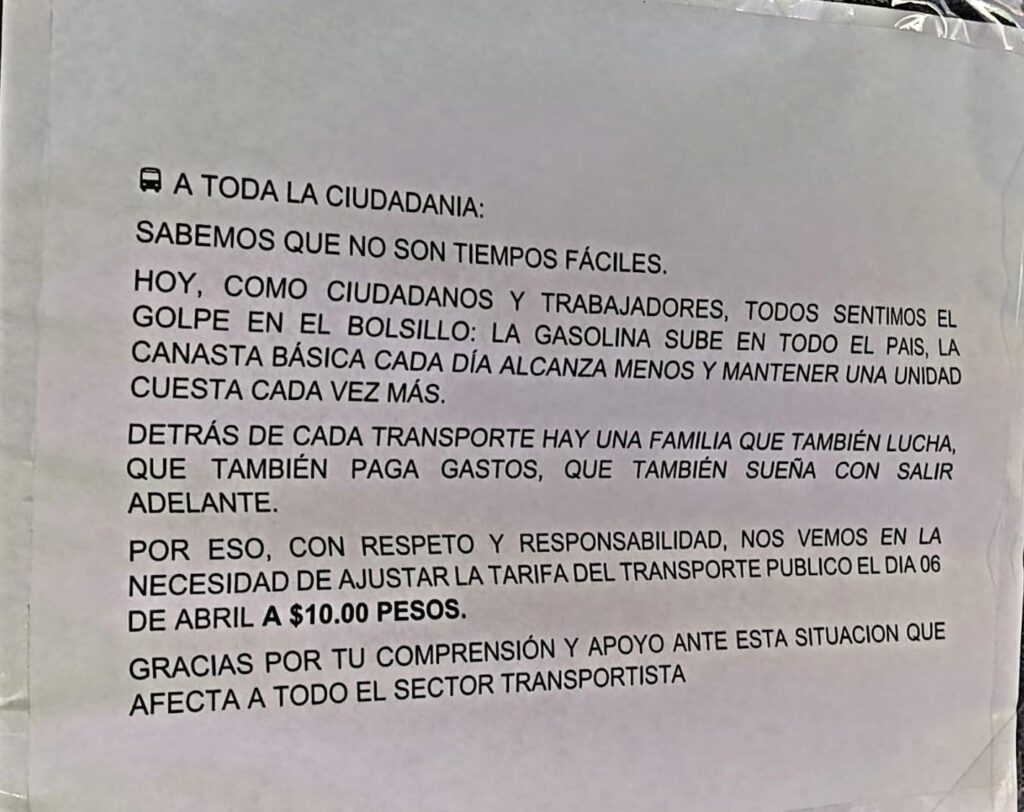 A TODA LA CIUDADANIA:
SABEMOS QUE NO SON TIEMPOS FÁCILES.
HOY, COMO CIUDADANOS Y TRABAJADORES, TODOS SENTIMOS EL
GOLPE EN EL BOLSILLO: LA GASOLINA SUBE EN TODO EL PAIS, LA
CANASTA BÁSICA CADA DÍA ALCANZA MENOS Y MANTENER UNA UNIDAD
CUESTA CADA VEZ MÁS.
DETRÁS DE CADA TRANSPORTE HAY UNA FAMILIA QUE TAMBIÉN LUCHA,
QUE TAMBIÉN PAGA GASTOS, QUE TAMBIÉN SUEÑA CON SALIR
ADELANTE.
POR ESO, CON RESPETO Y RESPONSABILIDAD, NOS VEMOS EN LA
NECESIDAD DE AJUSTAR LA TARIFA DEL TRANSPORTE PUBLICO EL DIA 06
DE ABRIL A $10.00 PESOS.
GRACIAS POR TU COMPRENSIÓN Y APOYO ANTE ESTA SITUACION QUE
AFECTA A TODO EL SECTOR TRANSPORTISTA